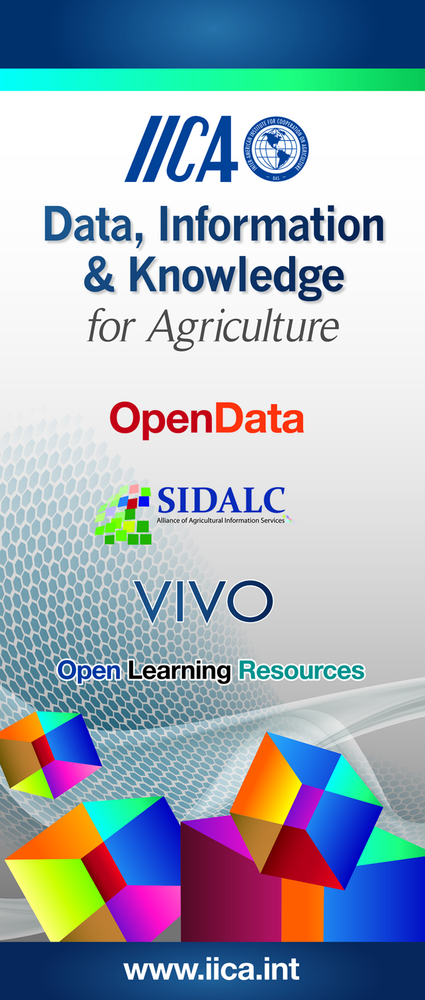 IICA
INTER-AMERICAN INSTITUTE FOR COOPERATION ON AGRICULTURE
– OAS –
Data, Information
& Knowledge
for Agriculture
OpenData
SIDALC
Alliance of Agricultural Information Services
VIVO
Open Learning Resources
www.iica.int